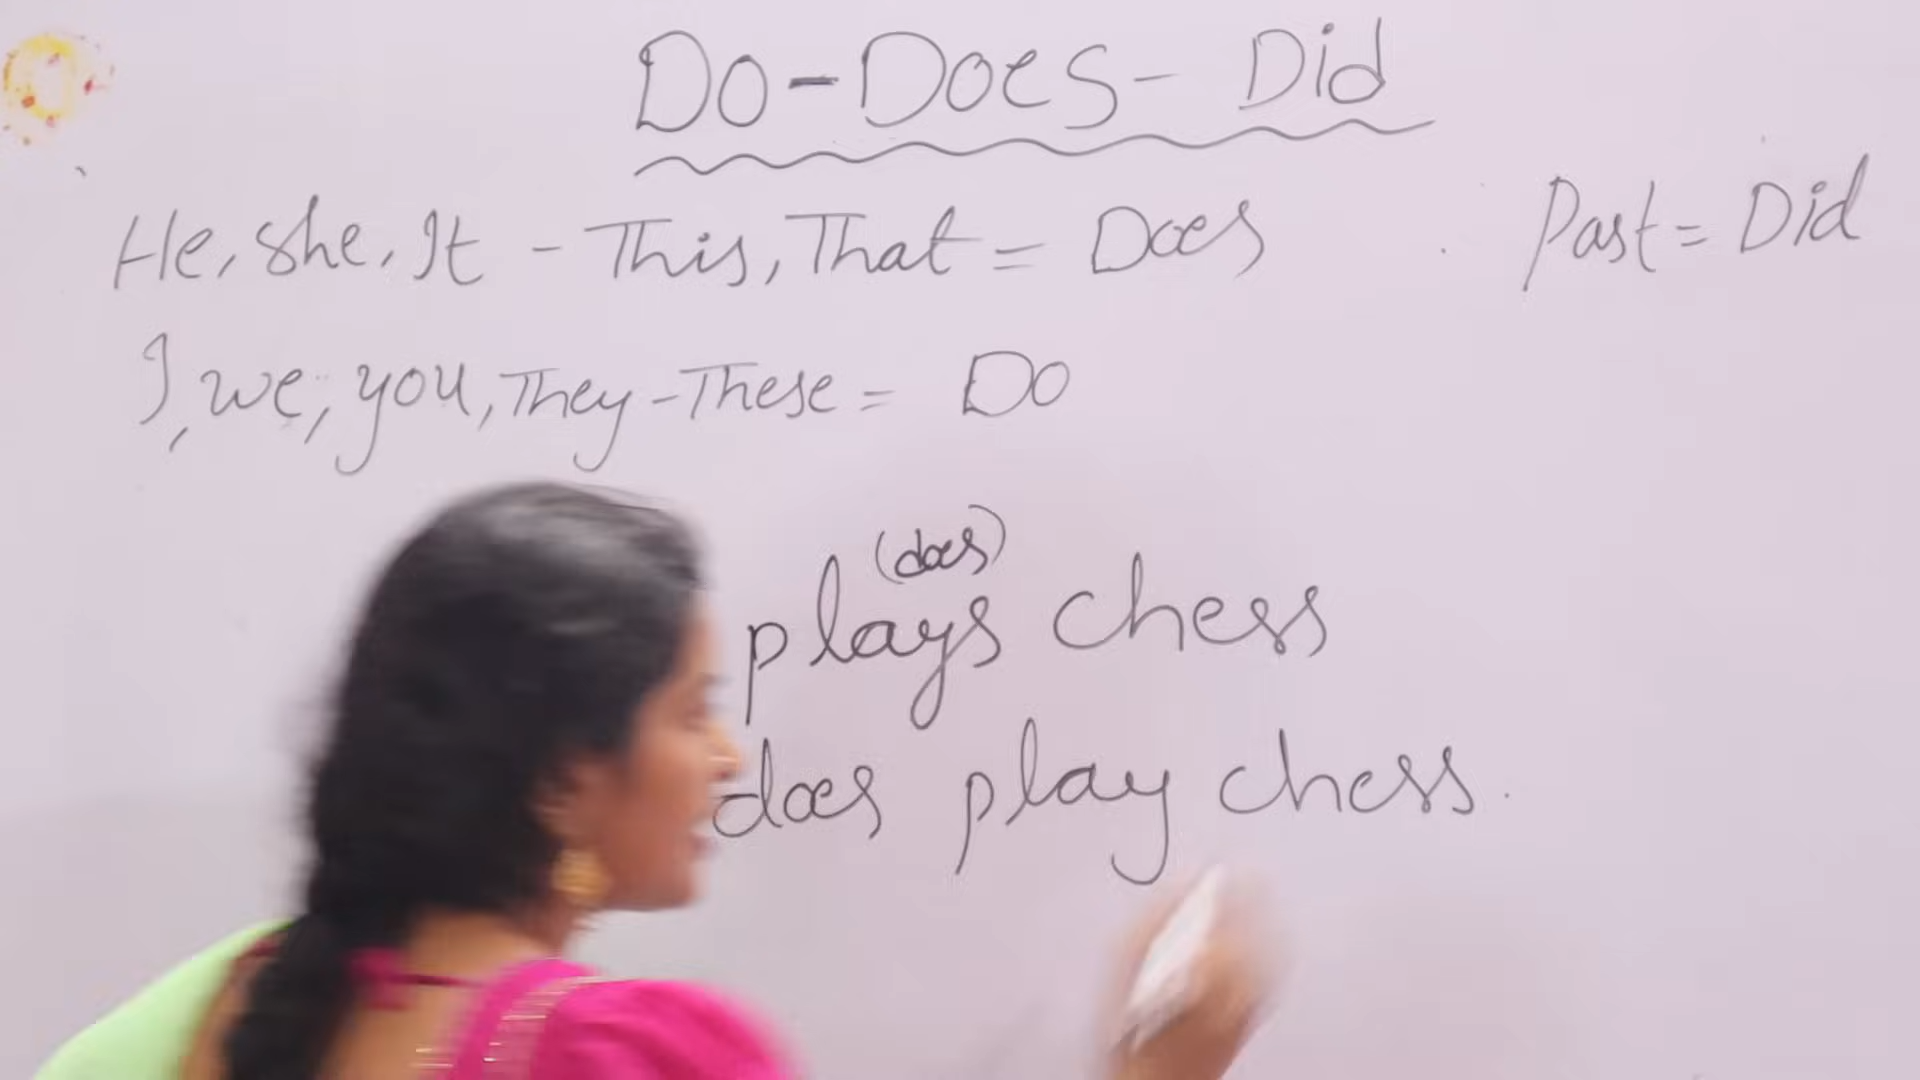 Do-Does-Did
He, she, It - This, That = Does
Past = Did
I, we, you, They-These = Do
(does)
plays chess
does play chess.